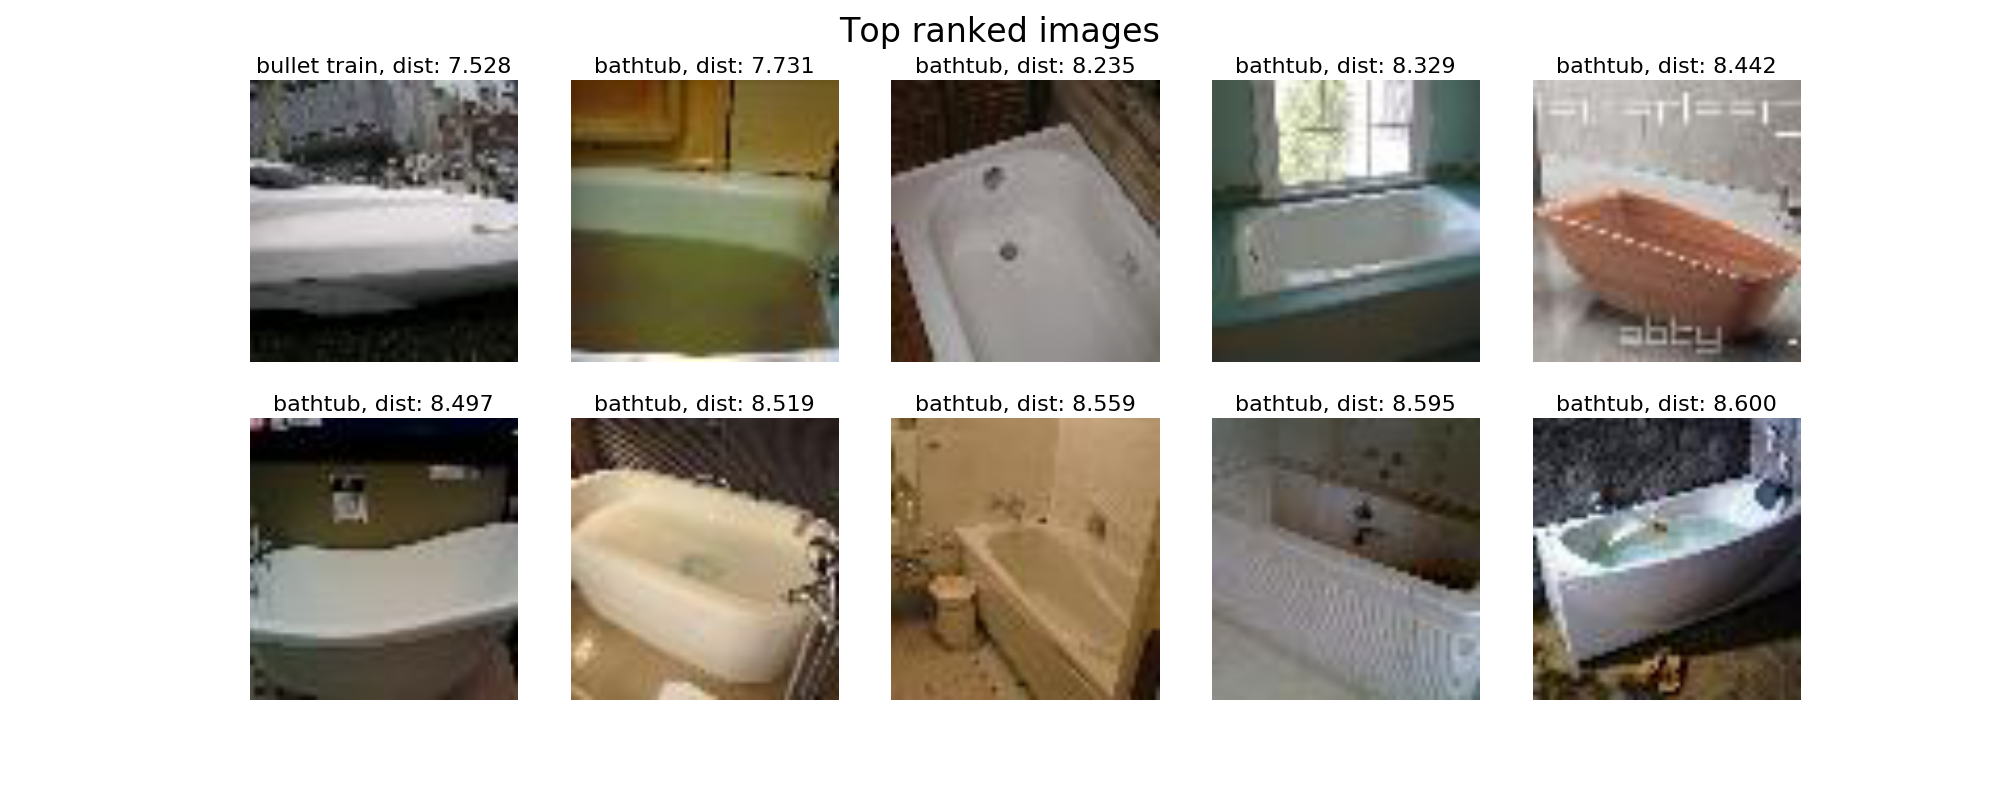 Top ranked images
bullet train, dist: 7.528
bathtub, dist: 7.731
bathtub, dist: 8.235
bathtub, dist: 8.329
bathtub, dist: 8.442
abty
bathtub, dist: 8.497
bathtub, dist: 8.519
bathtub, dist: 8.559
bathtub, dist: 8.595
bathtub, dist: 8.600